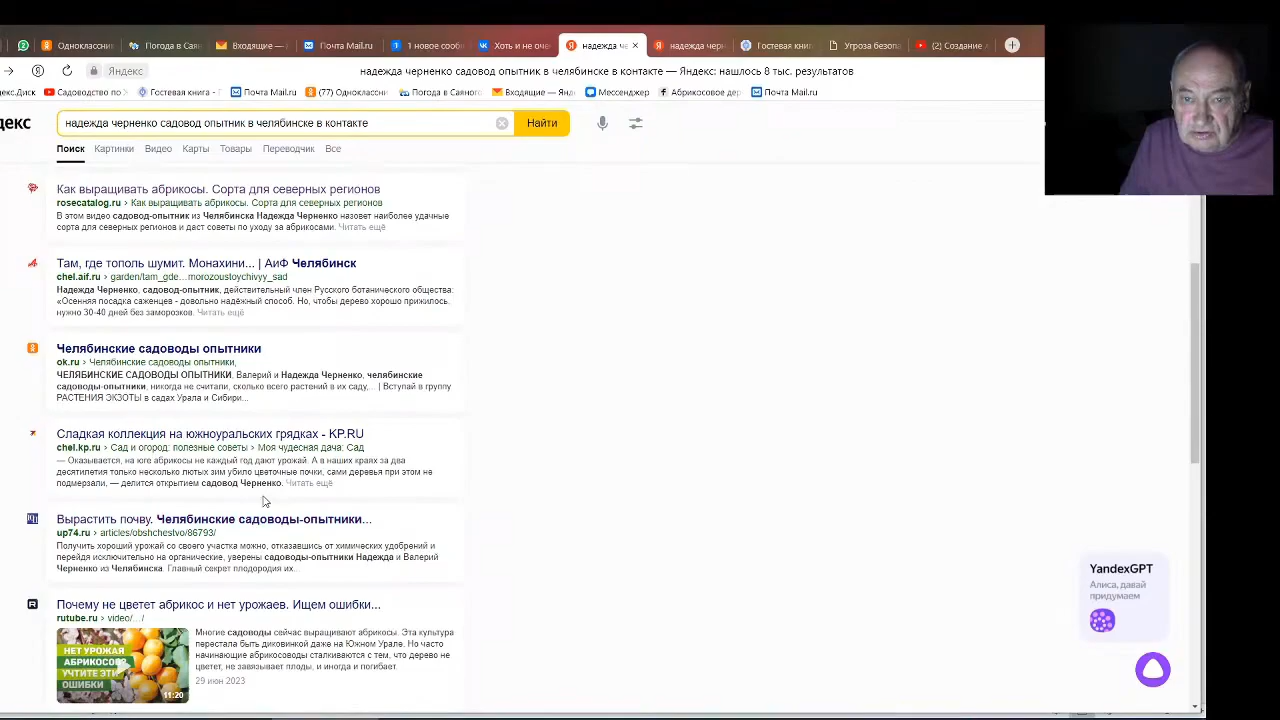 Одноклассник
Погода в Саян
Входящие —
Почта Mail.ru
1 новое сооб
Хоть и не оче
надежда че
надежда черн
Гостевая книг
Угроза безопа
(2) Создание
Яндекс
надежда черненко садовод опытник в челябинске в контакте — Яндекс: нашлось 8 тыс. результатов
екс.Диск
Садоводство по
Гостевая книга - Г
Почта Mail.ru
(77) Одноклассни
Погода в Саяного
Входящие — Янде
Мессенджер
Абрикосовое дер
Почта Mail.ru
декс
надежда черненко садовод опытник в челябинске в контакте
Найти
Поиск Картинки Видео Карты Товары Переводчик Все
Как выращивать абрикосы. Сорта для северных регионов
rosecatalog.ru › Как выращивать абрикосы. Сорта для северных регионов
В этом видео садовод-опытник из Челябинска Надежда Черненко назовет наиболее удачные
сорта для северных регионов и даст советы по уходу за абрикосами. Читать ещё
Там, где тополь шумит. Монахини... | АиФ Челябинск
chel.aif.ru › garden/tam_gde…morozoustoychivyy_sad
Надежда Черненко, садовод-опытник, действительный член Русского ботанического общества:
«Осенняя посадка саженцев - довольно надёжный способ. Но, чтобы дерево хорошо прижилось,
нужно 30-40 дней без заморозков. Читать ещё
Челябинские садоводы опытники
ok.ru › Челябинские садоводы опытники,
ЧЕЛЯБИНСКИЕ САДОВОДЫ ОПЫТНИКИ, Валерий и Надежда Черненко, челябинские
садоводы-опытники, никогда не считали, сколько всего растений в их саду,... | Вступай в группу
РАСТЕНИЯ ЭКЗОТЫ в садах Урала и Сибири...
Сладкая коллекция на южноуральских грядках - KP.RU
chel.kp.ru › Сад и огород: полезные советы › Моя чудесная дача: Сад
— Оказывается, на юге абрикосы не каждый год дают урожай. А в наших краях за два
десятилетия только несколько лютых зим убило цветочные почки, сами деревья при этом не
подмерзали, — делится открытием садовод Черненко. Читать ещё
Вырастить почву. Челябинские садоводы-опытники...
up74.ru › articles/obshchestvo/86793/
Получить хороший урожай со своего участка можно, отказавшись от химических удобрений и
перейдя исключительно на органические, уверены садоводы-опытники Надежда и Валерий
Черненко из Челябинска. Главный секрет плодородия их...
Почему не цветет абрикос и нет урожаев. Ищем ошибки...
rutube.ru › video/…/
Многие садоводы сейчас выращивают абрикосы. Эта культура
перестала быть диковинкой даже на Южном Урале. Но часто
начинающие абрикосоводы сталкиваются с тем, что дерево не
цветет, не завязывает плоды, и иногда и погибает.
29 июн 2023
НЕТ УРОЖАЯ
АБРИКОСОВ?
УЧТИТЕ ЭТИ
ОШИБКИ
11:20
YandexGPT
Алиса, давай
придумаем